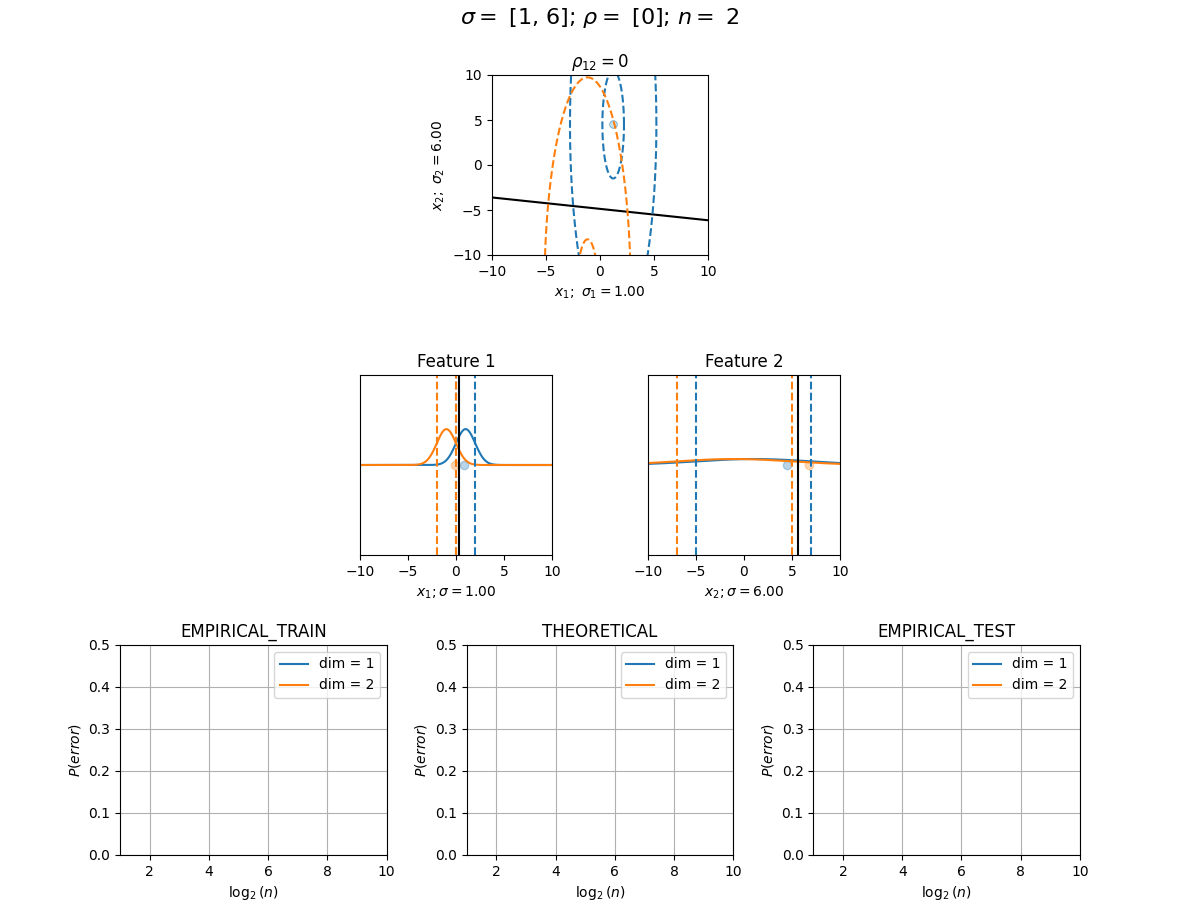 σ = [1, 6]; ρ = [0]; n = 2
ρ₁₂ = 0
10
5
0
−5
−10
x₂; σ₂ = 6.00
−10 −5 0 5 10
x₁; σ₁ = 1.00
Feature 1 Feature 2
−10 −5 0 5 10 −10 −5 0 5 10
x₁; σ = 1.00 x₂; σ = 6.00
EMPIRICAL_TRAIN THEORETICAL EMPIRICAL_TEST
0.5 0.5 0.5
dim = 1 dim = 1 dim = 1
dim = 2 dim = 2 dim = 2
0.4 0.4 0.4
0.3 0.3 0.3
P(error) P(error) P(error)
0.2 0.2 0.2
0.1 0.1 0.1
0.0 0.0 0.0
2 4 6 8 10 2 4 6 8 10 2 4 6 8 10
log₂(n) log₂(n) log₂(n)